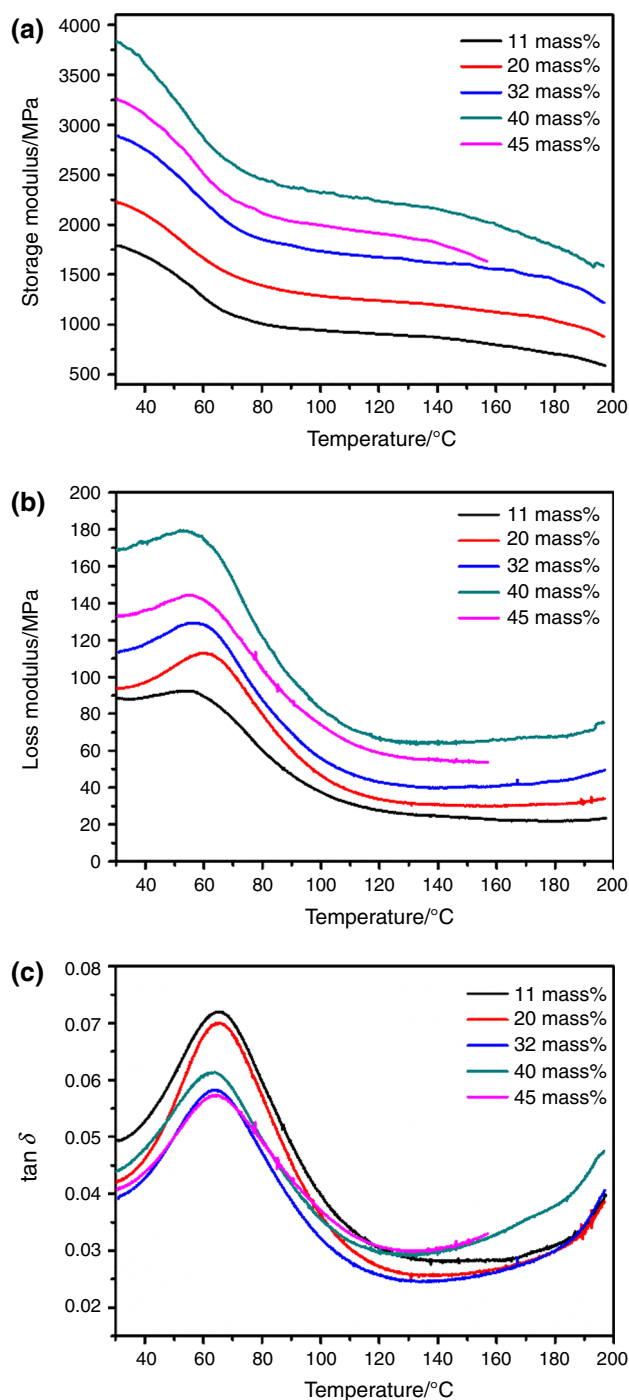 (a)
4000
3500
3000
2500
2000
1500
1000
500
Storage modulus/MPa
11 mass%
20 mass%
32 mass%
40 mass%
45 mass%
40 60 80 100 120 140 160 180 200
Temperature/°C
(b)
200
180
160
140
120
100
80
60
40
20
0
Loss modulus/MPa
11 mass%
20 mass%
32 mass%
40 mass%
45 mass%
40 60 80 100 120 140 160 180 200
Temperature/°C
(c)
0.08
0.07
0.06
0.05
0.04
0.03
0.02
tan δ
11 mass%
20 mass%
32 mass%
40 mass%
45 mass%
40 60 80 100 120 140 160 180 200
Temperature/°C